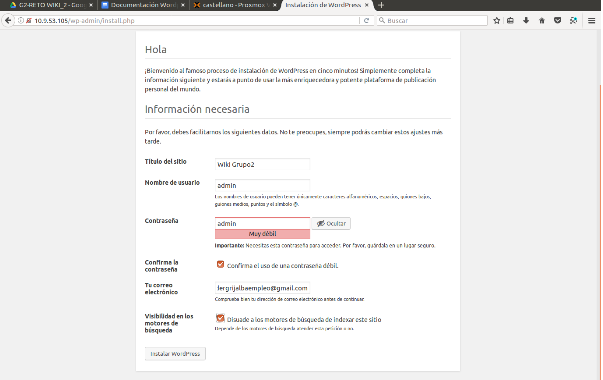 G2-RETO WIKI_2 - Goo
Documentación Word
castellano - Proxmox
Instalación de WordPress
10.9.53.105/wp-admin/install.php
Buscar
Hola
¡Bienvenido al famoso proceso de instalación de WordPress en cinco minutos! Simplemente completa la
información siguiente y estarás a punto de usar la más enriquecedora y potente plataforma de publicación
personal del mundo.
Información necesaria
Por favor, debes facilitarnos los siguientes datos. No te preocupes, siempre podrás cambiar estos ajustes más
tarde.
Título del sitio
Wiki Grupo2
Nombre de usuario
admin
Los nombres de usuario pueden tener únicamente caracteres alfanuméricos, espacios, guiones bajos,
guiones medios, puntos y el símbolo @.
Contraseña
admin
Ocultar
Muy débil
Importante: Necesitas esta contraseña para acceder. Por favor, guárdala en un lugar seguro.
Confirma la
contraseña
Confirma el uso de una contraseña débil.
Tu correo
electrónico
fergrijalbaempleo@gmail.com
Comprueba bien tu dirección de correo electrónico antes de continuar.
Visibilidad en los
motores de
búsqueda
Disuade a los motores de búsqueda de indexar este sitio
Depende de los motores de búsqueda atender esta petición o no.
Instalar WordPress